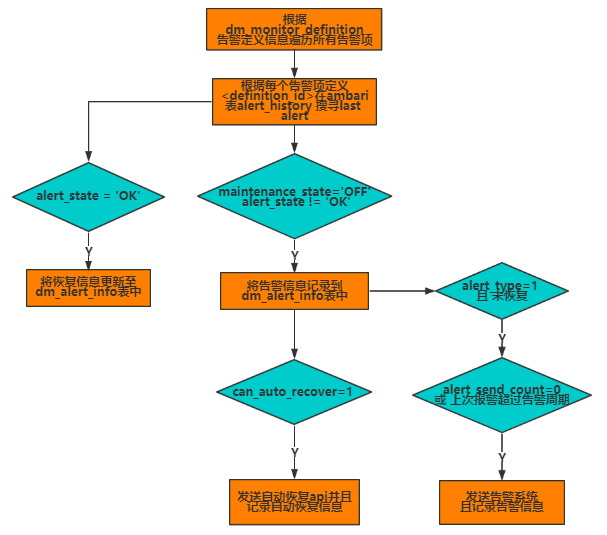 根据
dm_monitor_definition
告警定义信息遍历所有告警项
根据每个告警项定义
<definition_id>在ambari
表alert_history 搜寻last
alert
alert_state = 'OK'
maintenance_state='OFF'
alert_state != 'OK'
Y
Y
将恢复信息更新至
dm_alert_info表中
将告警信息记录到
dm_alert_info表中
alert_type=1
且 未恢复
Y
can_auto_recover=1
alert_send_count=0
或 上次报警超过告警周期
Y
Y
发送自动恢复api并且
记录自动恢复信息
发送告警系统
且记录告警信息